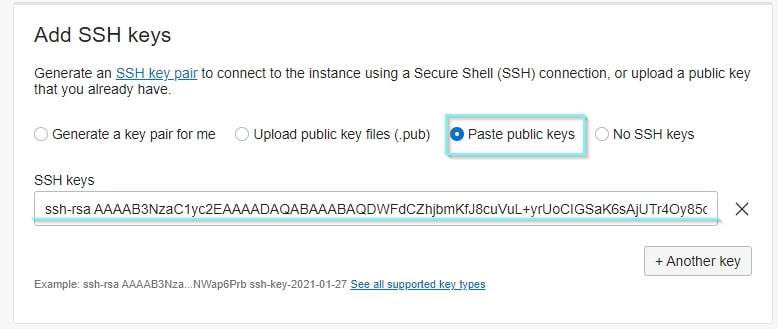 Add SSH keys
Generate an SSH key pair to connect to the instance using a Secure Shell (SSH) connection, or upload a public key
that you already have.
Generate a key pair for me Upload public key files (.pub) Paste public keys No SSH keys
SSH keys
ssh-rsa AAAAB3NzaC1yc2EAAAADAQABAAABAQDWFdCZhjbmKfJ8cuVuL+yrUoCIGSaK6sAjUTr4Oy85c
+ Another key
Example: ssh-rsa AAAAB3Nza...NWap6Prb ssh-key-2021-01-27 See all supported key types